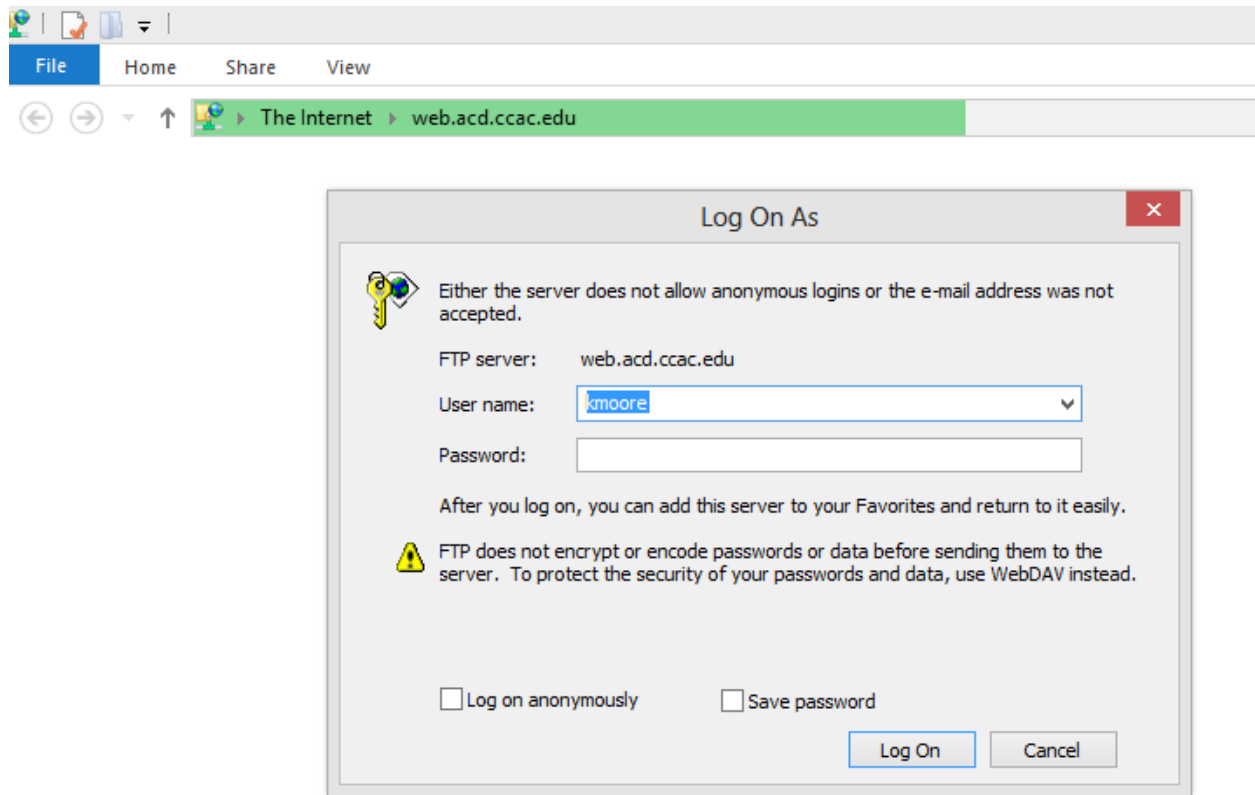 File Home Share View
The Internet web.acd.ccac.edu
Log On As
Either the server does not allow anonymous logins or the e-mail address was not
accepted.
FTP server: web.acd.ccac.edu
User name: kmoore
Password:
After you log on, you can add this server to your Favorites and return to it easily.
FTP does not encrypt or encode passwords or data before sending them to the
server. To protect the security of your passwords and data, use WebDAV instead.
Log on anonymously Save password
Log On Cancel